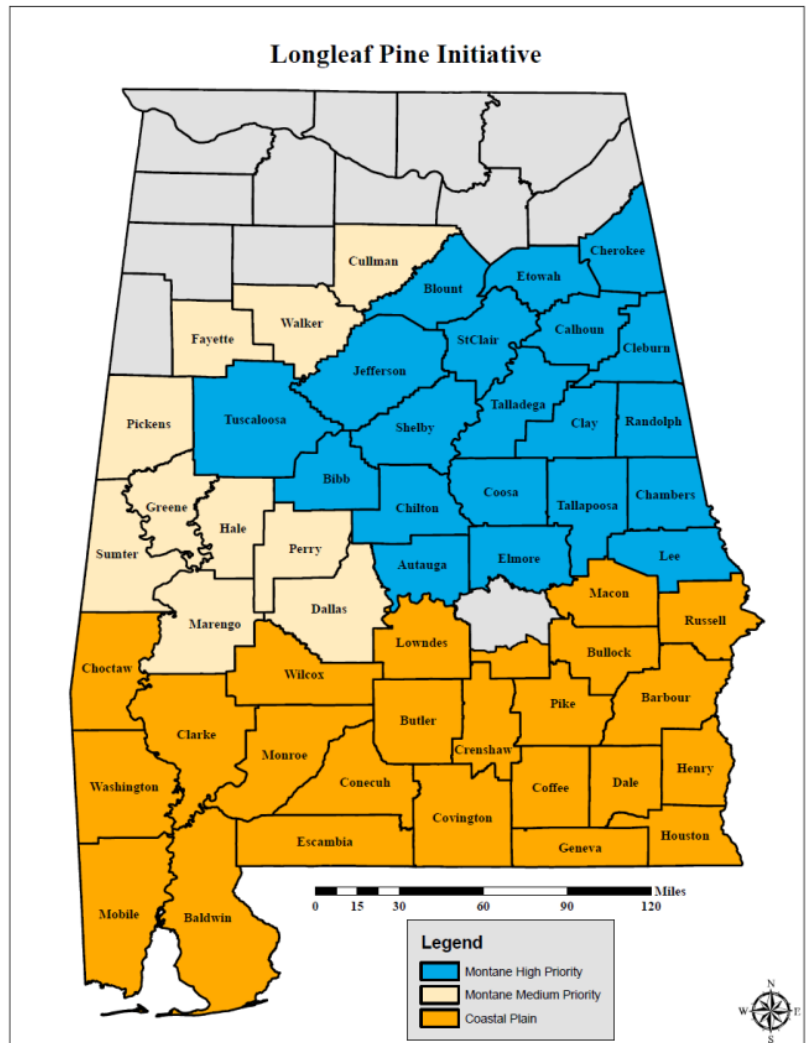 Longleaf Pine Initiative
Cherokee
Cullman
Etowah
Blount
Walker
StClair
Calhoun
Fayette
Cleburn
Jefferson
Talladega
Pickens
Tuscaloosa
Shelby
Clay
Randolph
Bibb
Coosa
Chambers
Greene
Chilton
Tallapoosa
Hale
Sumter
Perry
Lee
Autauga
Elmore
Macon
Dallas
Russell
Marengo
Lowndes
Bullock
Choctaw
Wilcox
Barbour
Pike
Butler
Clarke
Monroe
Crenshaw
Henry
Conecuh
Dale
Washington
Coffee
Covington
Houston
Escambia
Geneva
Miles
0 15 30 60 90 120
Mobile
Baldwin
Legend
Montane High Priority
Montane Medium Priority
Coastal Plain
N
W E
S